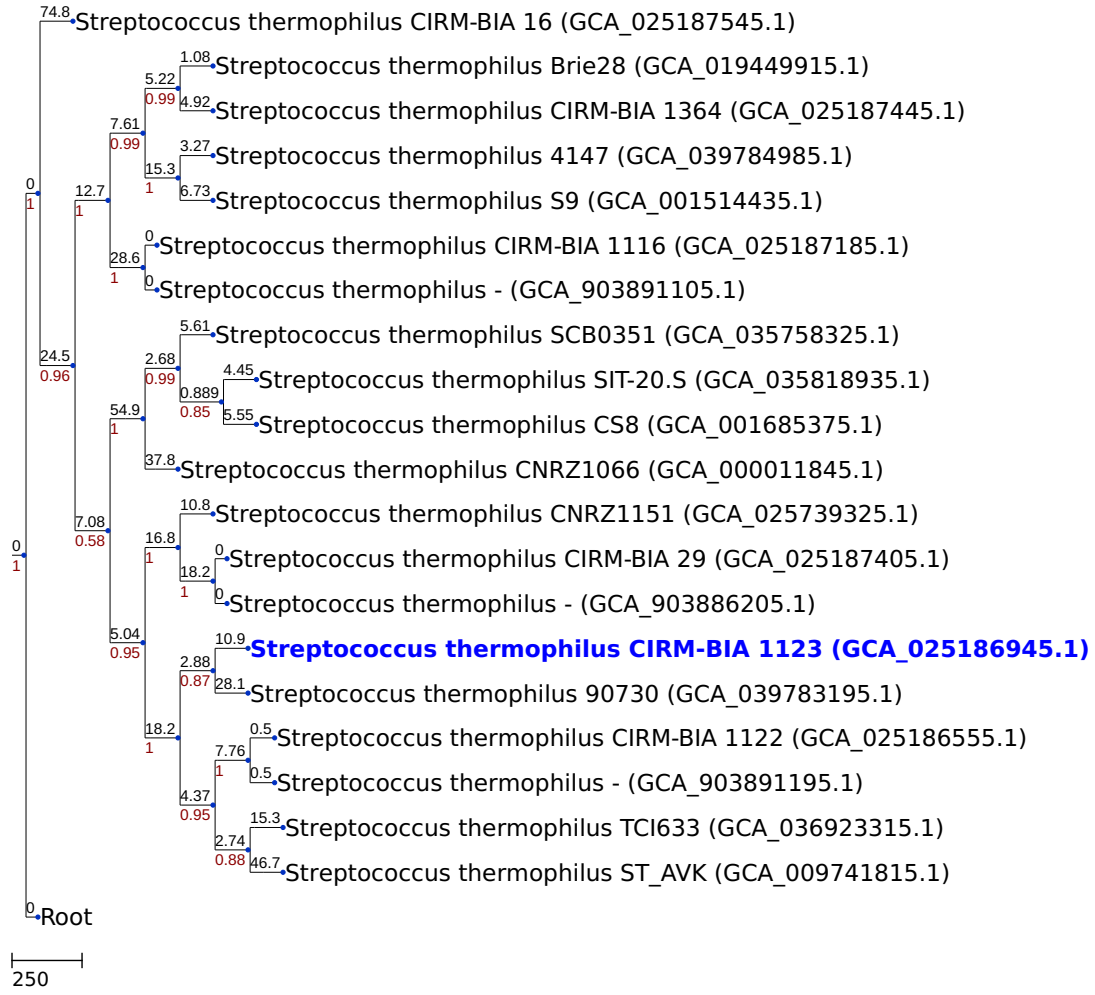 74.8
Streptococcus thermophilus CIRM-BIA 16 (GCA_025187545.1)
1.08
Streptococcus thermophilus Brie28 (GCA_019449915.1)
5.22
0.99
4.92
Streptococcus thermophilus CIRM-BIA 1364 (GCA_025187445.1)
7.61
0.99
3.27
Streptococcus thermophilus 4147 (GCA_039784985.1)
15.3
1
6.73
Streptococcus thermophilus S9 (GCA_001514435.1)
0
1
12.7
1
0
Streptococcus thermophilus CIRM-BIA 1116 (GCA_025187185.1)
28.6
1
0
Streptococcus thermophilus - (GCA_903891105.1)
5.61
Streptococcus thermophilus SCB0351 (GCA_035758325.1)
24.5
0.96
2.68
0.99
4.45
Streptococcus thermophilus SIT-20.S (GCA_035818935.1)
0.889
0.85
5.55
Streptococcus thermophilus CS8 (GCA_001685375.1)
54.9
1
37.8
Streptococcus thermophilus CNRZ1066 (GCA_000011845.1)
10.8
Streptococcus thermophilus CNRZ1151 (GCA_025739325.1)
7.08
0.58
16.8
1
0
Streptococcus thermophilus CIRM-BIA 29 (GCA_025187405.1)
0
1
18.2
1
0
Streptococcus thermophilus - (GCA_903886205.1)
5.04
0.95
10.9
Streptococcus thermophilus CIRM-BIA 1123 (GCA_025186945.1)
2.88
0.87
28.1
Streptococcus thermophilus 90730 (GCA_039783195.1)
18.2
1
0.5
Streptococcus thermophilus CIRM-BIA 1122 (GCA_025186555.1)
7.76
1
0.5
Streptococcus thermophilus - (GCA_903891195.1)
4.37
0.95
15.3
Streptococcus thermophilus TCI633 (GCA_036923315.1)
2.74
0.88
46.7
Streptococcus thermophilus ST_AVK (GCA_009741815.1)
0
Root
250